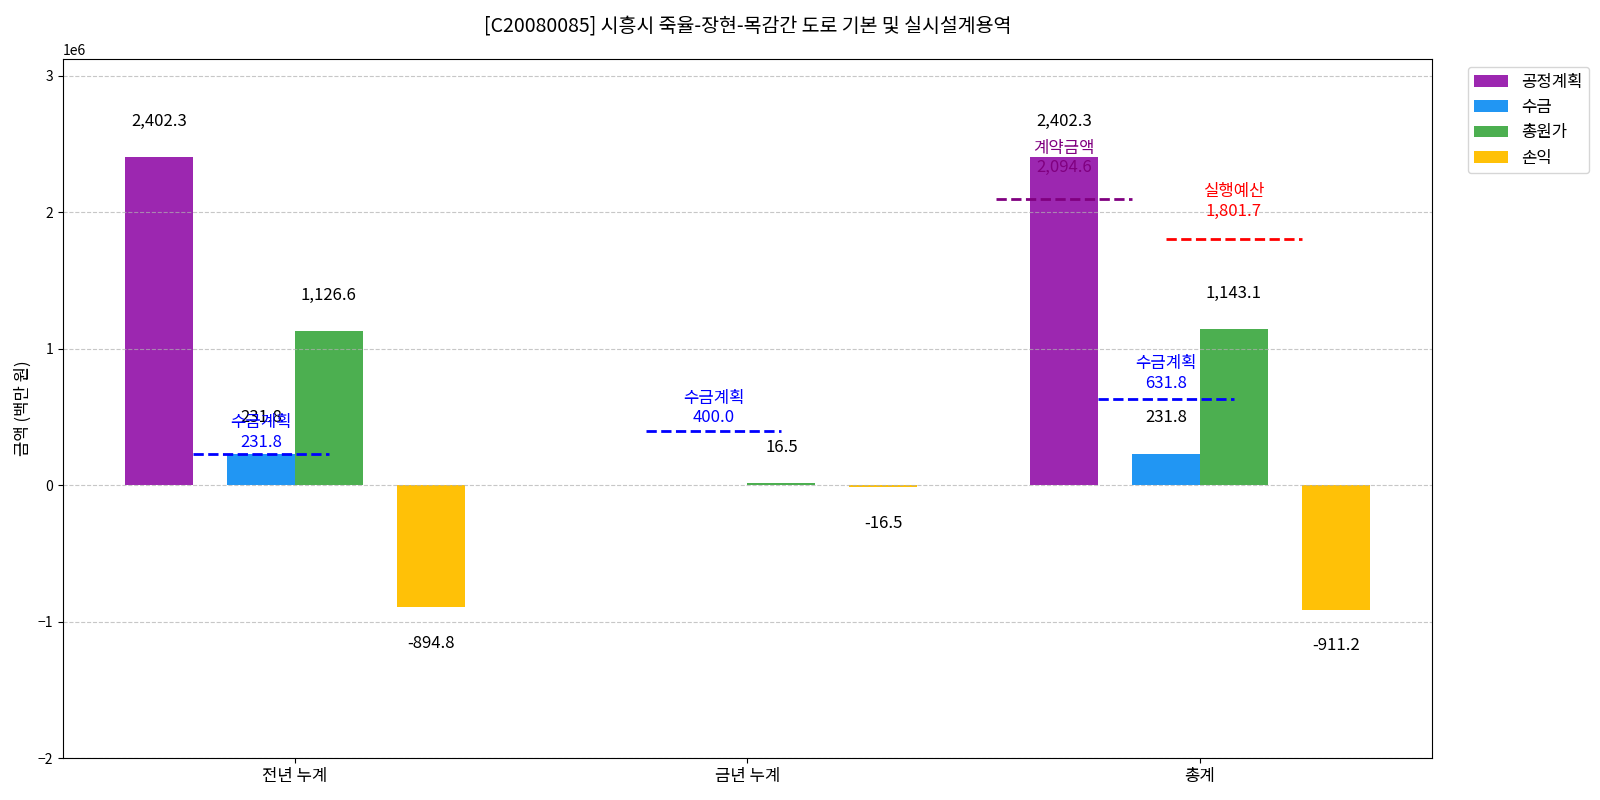 [C20080085] 시흥시 죽율-장현-목감간 도로 기본 및 실시설계용역
1e6
3
2
1
0
−1
−2
금액 (백만 원)
2,402.3
231.8
수금계획
231.8
1,126.6
-894.8
수금계획
400.0
16.5
-16.5
2,402.3
계약금액
2,094.6
실행예산
1,801.7
1,143.1
수금계획
631.8
231.8
-911.2
전년 누계
금년 누계
총계
공정계획
수금
총원가
손익